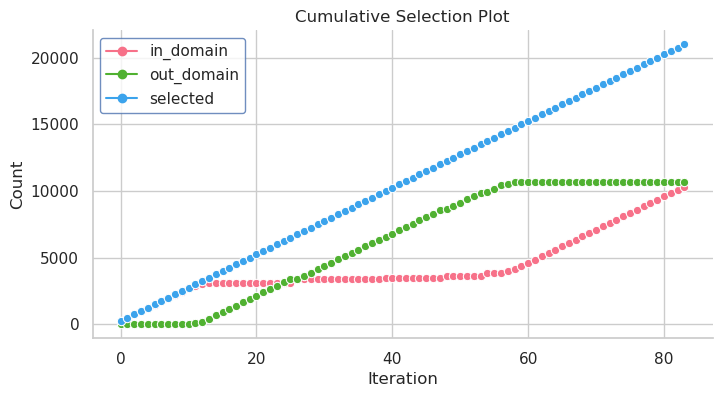 Cumulative Selection Plot
in_domain
out_domain
selected
Count
20000
15000
10000
5000
0
0 20 40 60 80
Iteration